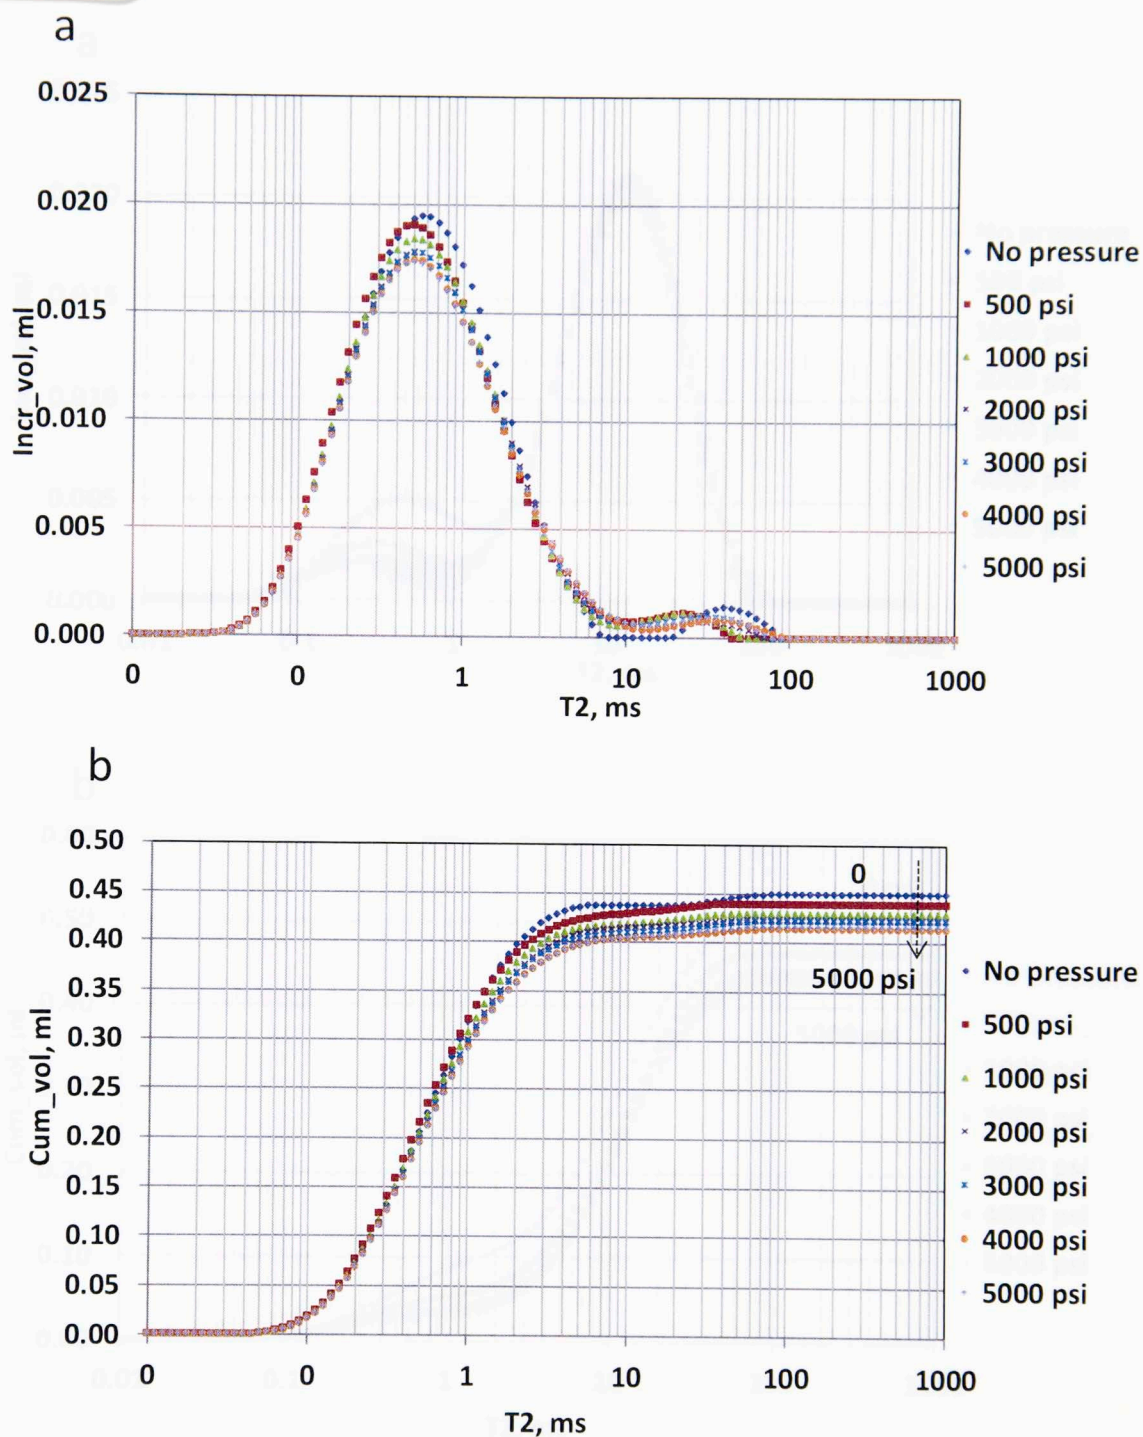 a
0.025
0.020
0.015
0.010
0.005
0.000
Incr_vol, ml
0
0
1
10
100
1000
T2, ms
No pressure
500 psi
1000 psi
2000 psi
3000 psi
4000 psi
5000 psi
b
0.50
0.45
0.40
0.35
0.30
0.25
0.20
0.15
0.10
0.05
0.00
Cum_vol, ml
0
5000 psi
0
0
1
10
100
1000
T2, ms
No pressure
500 psi
1000 psi
2000 psi
3000 psi
4000 psi
5000 psi